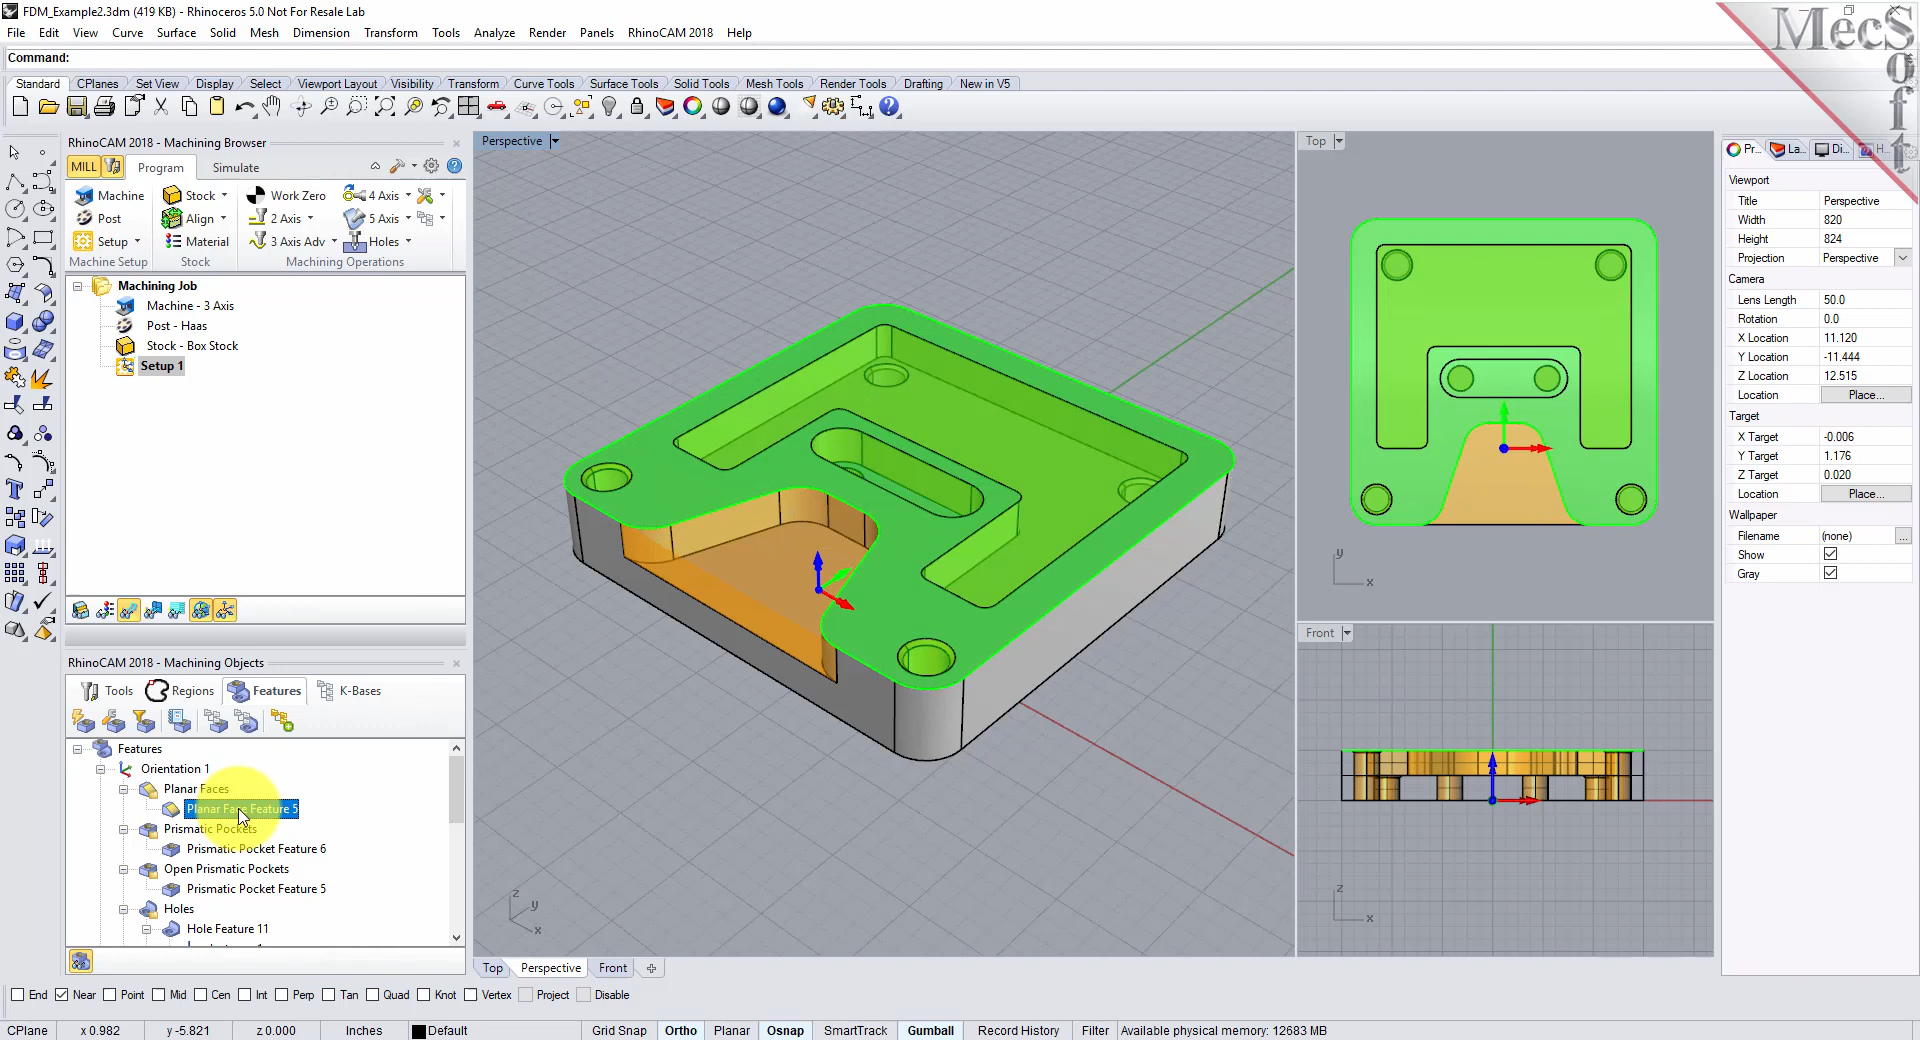 FDM_Example2.3dm (419 KB) - Rhinoceros 5.0 Not For Resale Lab
File Edit View Curve Surface Solid Mesh Dimension Transform Tools Analyze Render Panels RhinoCAM 2018 Help
Command:
Standard CPlanes Set View Display Select Viewport Layout Visibility Transform Curve Tools Surface Tools Solid Tools Mesh Tools Render Tools Drafting New in V5
MecSoft
RhinoCAM 2018 - Machining Browser
MILL Program Simulate
Machine Stock Work Zero 4 Axis
Post Align 2 Axis 5 Axis
Setup Material 3 Axis Adv Holes
Machine Setup Stock Machining Operations
Machining Job
Machine - 3 Axis
Post - Haas
Stock - Box Stock
Setup 1
RhinoCAM 2018 - Machining Objects
Tools Regions Features K-Bases
Features
Orientation 1
Planar Faces
Planar Face Feature 5
Prismatic Pockets
Prismatic Pocket Feature 6
Open Prismatic Pockets
Prismatic Pocket Feature 5
Holes
Hole Feature 11
Perspective
z
y
x
Top
y
x
Front
z
x
Top Perspective Front
Pr... La... Di... H...
Viewport
Title Perspective
Width 820
Height 824
Projection Perspective
Camera
Lens Length 50.0
Rotation 0.0
X Location 11.120
Y Location -11.444
Z Location 12.515
Location Place...
Target
X Target -0.006
Y Target 1.176
Z Target 0.020
Location Place...
Wallpaper
Filename (none) ...
Show
Gray
End Near Point Mid Cen Int Perp Tan Quad Knot Vertex Project Disable
CPlane x 0.982 y -5.821 z 0.000 Inches Default Grid Snap Ortho Planar Osnap SmartTrack Gumball Record History Filter Available physical memory: 12683 MB